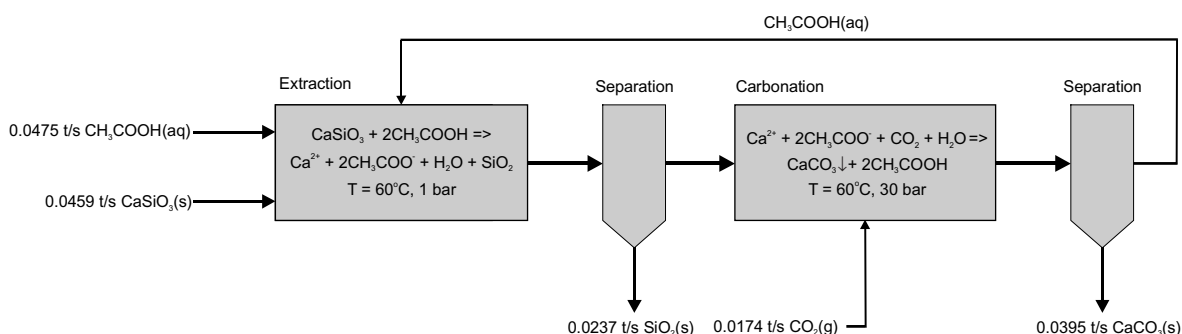 CH₃COOH(aq)
Extraction
Separation
Carbonation
Separation
0.0475 t/s CH₃COOH(aq)
0.0459 t/s CaSiO₃(s)
CaSiO₃ + 2CH₃COOH =>
Ca²⁺ + 2CH₃COO⁻ + H₂O + SiO₂
T = 60°C, 1 bar
Ca²⁺ + 2CH₃COO⁻ + CO₂ + H₂O =>
CaCO₃↓ + 2CH₃COOH
T = 60°C, 30 bar
0.0237 t/s SiO₂(s)
0.0174 t/s CO₂(g)
0.0395 t/s CaCO₃(s)